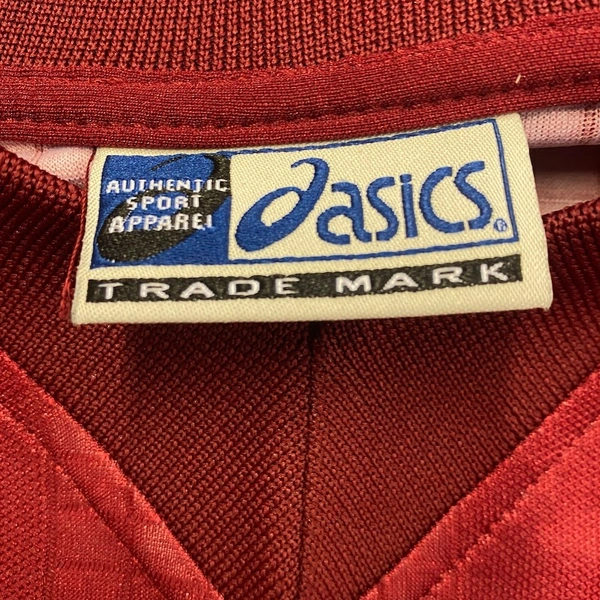 AUTHENTIC
SPORT
APPAREL
asics®
TRADE MARK